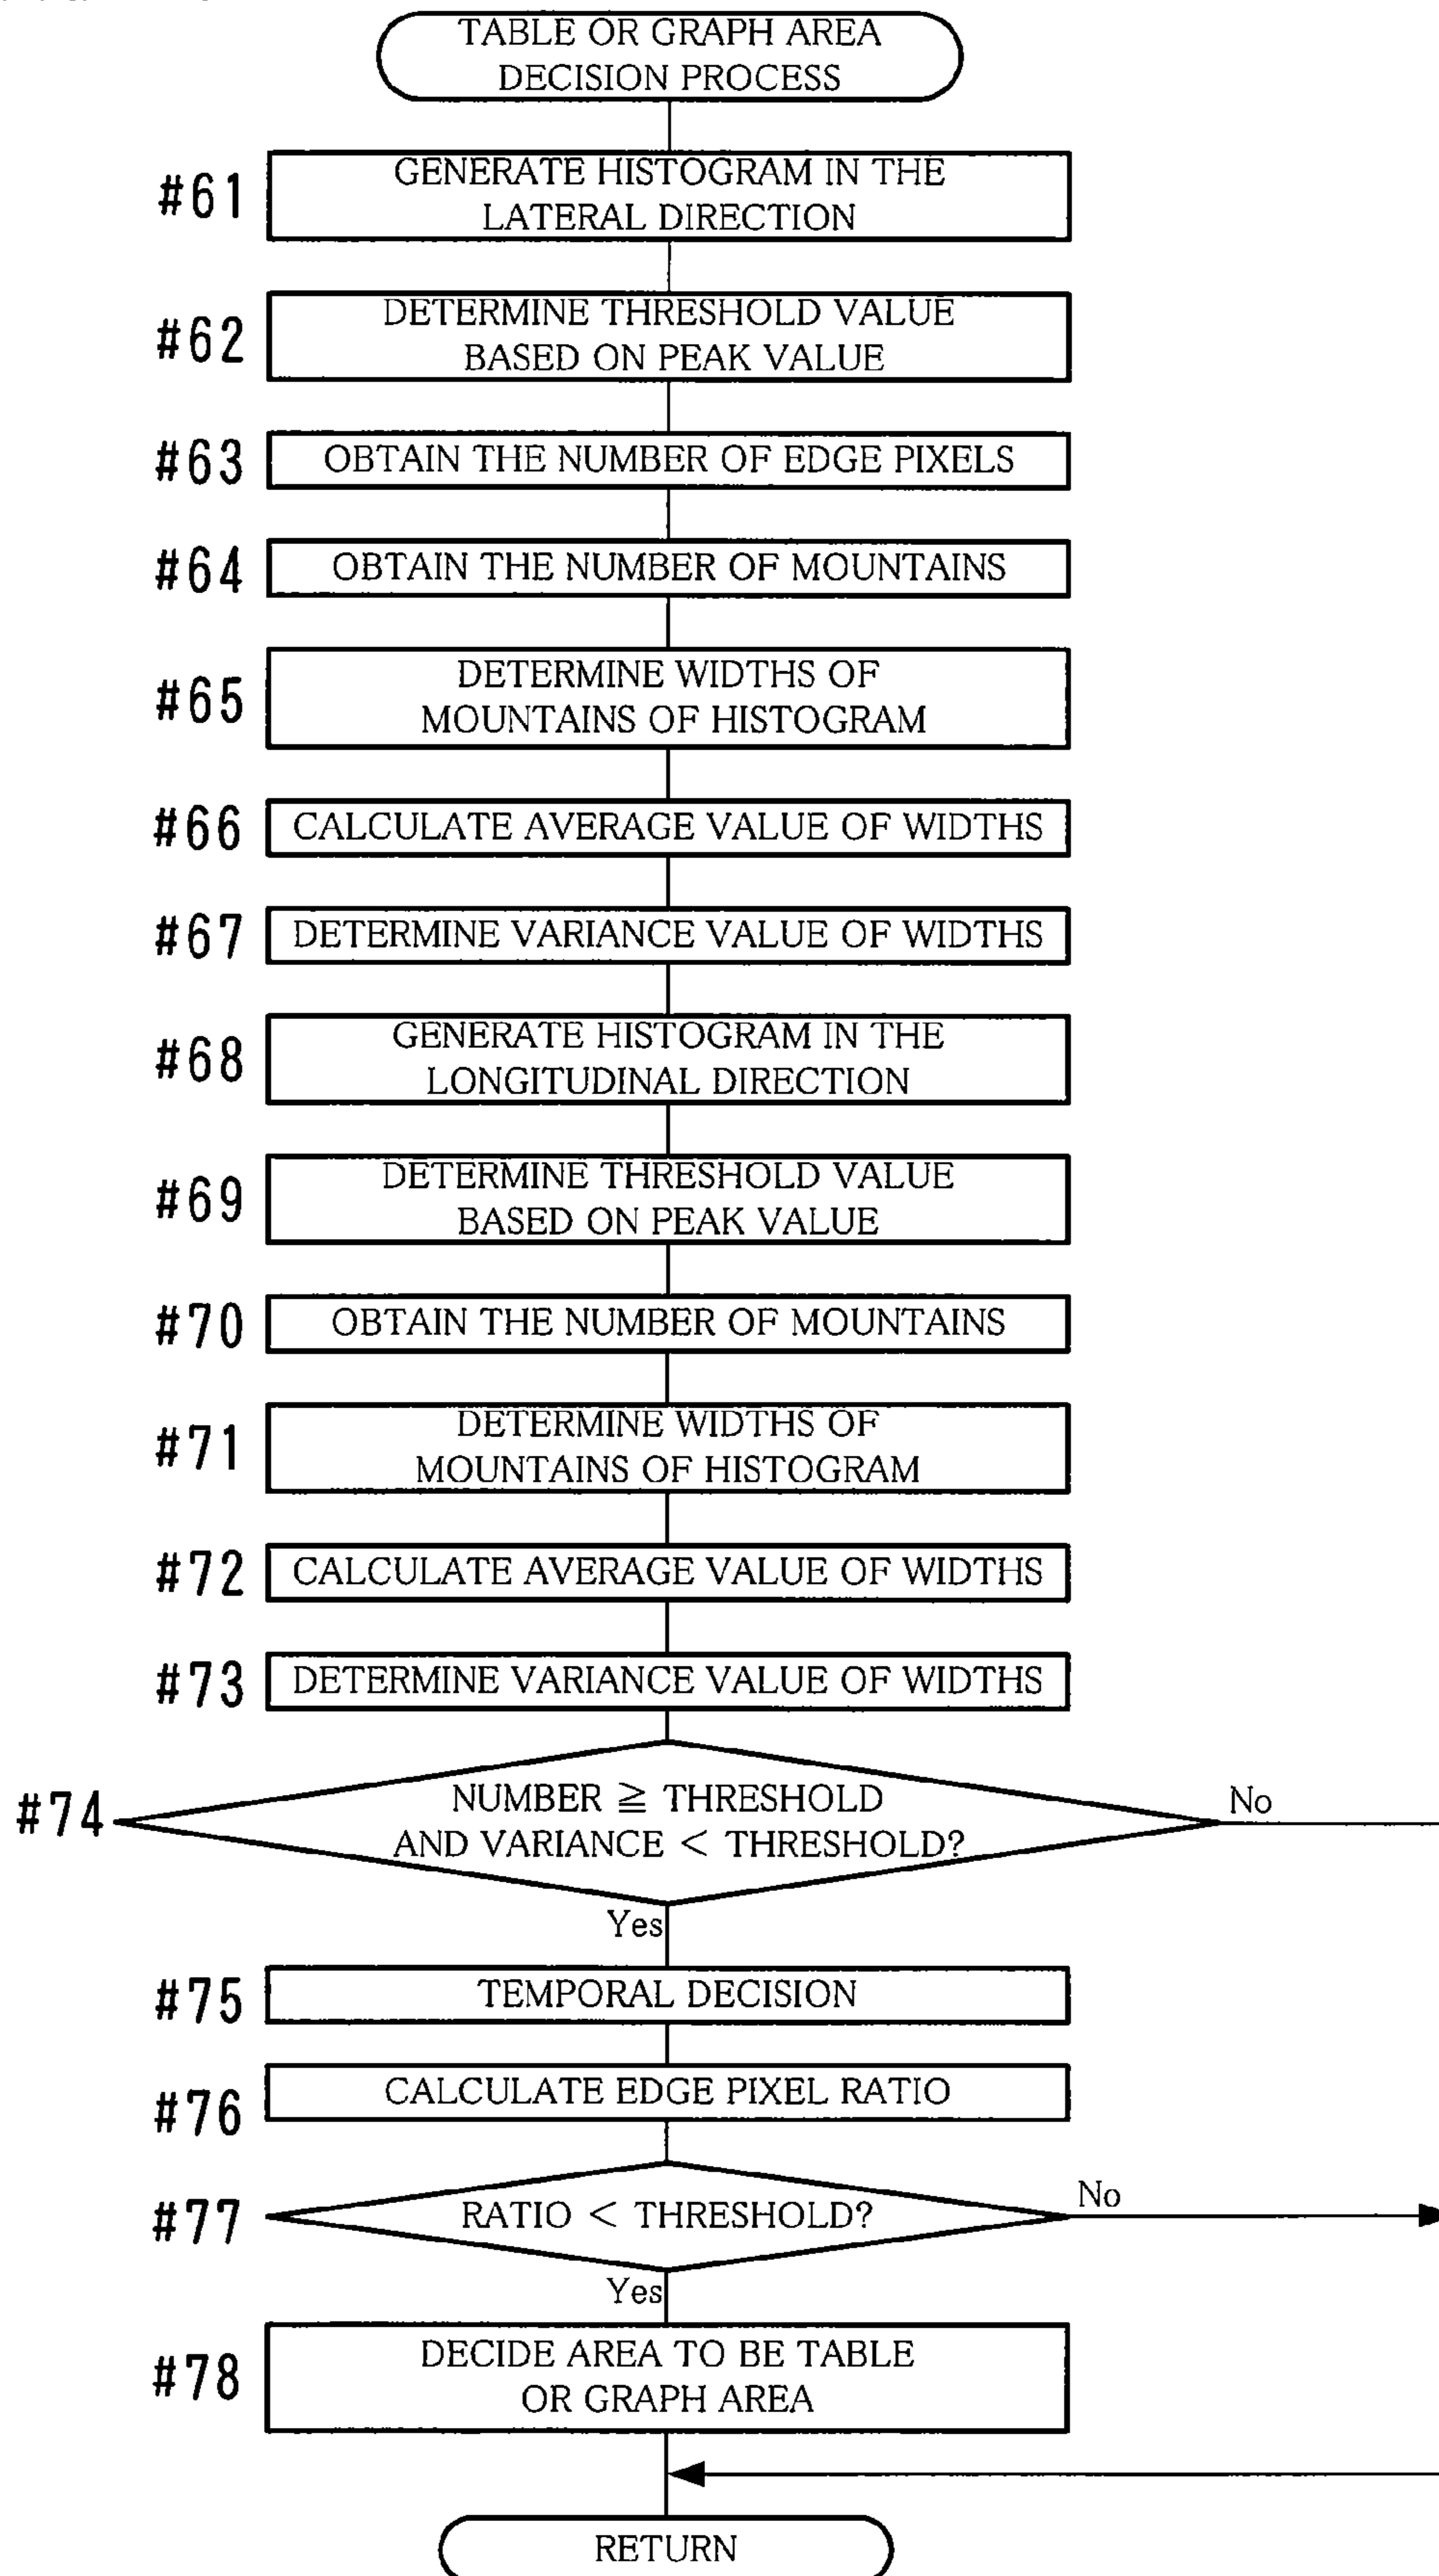 TABLE OR GRAPH AREA
DECISION PROCESS
#61
GENERATE HISTOGRAM IN THE
LATERAL DIRECTION
#62
DETERMINE THRESHOLD VALUE
BASED ON PEAK VALUE
#63
OBTAIN THE NUMBER OF EDGE PIXELS
#64
OBTAIN THE NUMBER OF MOUNTAINS
#65
DETERMINE WIDTHS OF
MOUNTAINS OF HISTOGRAM
#66
CALCULATE AVERAGE VALUE OF WIDTHS
#67
DETERMINE VARIANCE VALUE OF WIDTHS
#68
GENERATE HISTOGRAM IN THE
LONGITUDINAL DIRECTION
#69
DETERMINE THRESHOLD VALUE
BASED ON PEAK VALUE
#70
OBTAIN THE NUMBER OF MOUNTAINS
#71
DETERMINE WIDTHS OF
MOUNTAINS OF HISTOGRAM
#72
CALCULATE AVERAGE VALUE OF WIDTHS
#73
DETERMINE VARIANCE VALUE OF WIDTHS
#74
NUMBER ≧ THRESHOLD
AND VARIANCE < THRESHOLD?
No
Yes
#75
TEMPORAL DECISION
#76
CALCULATE EDGE PIXEL RATIO
#77
RATIO < THRESHOLD?
No
Yes
#78
DECIDE AREA TO BE TABLE
OR GRAPH AREA
RETURN